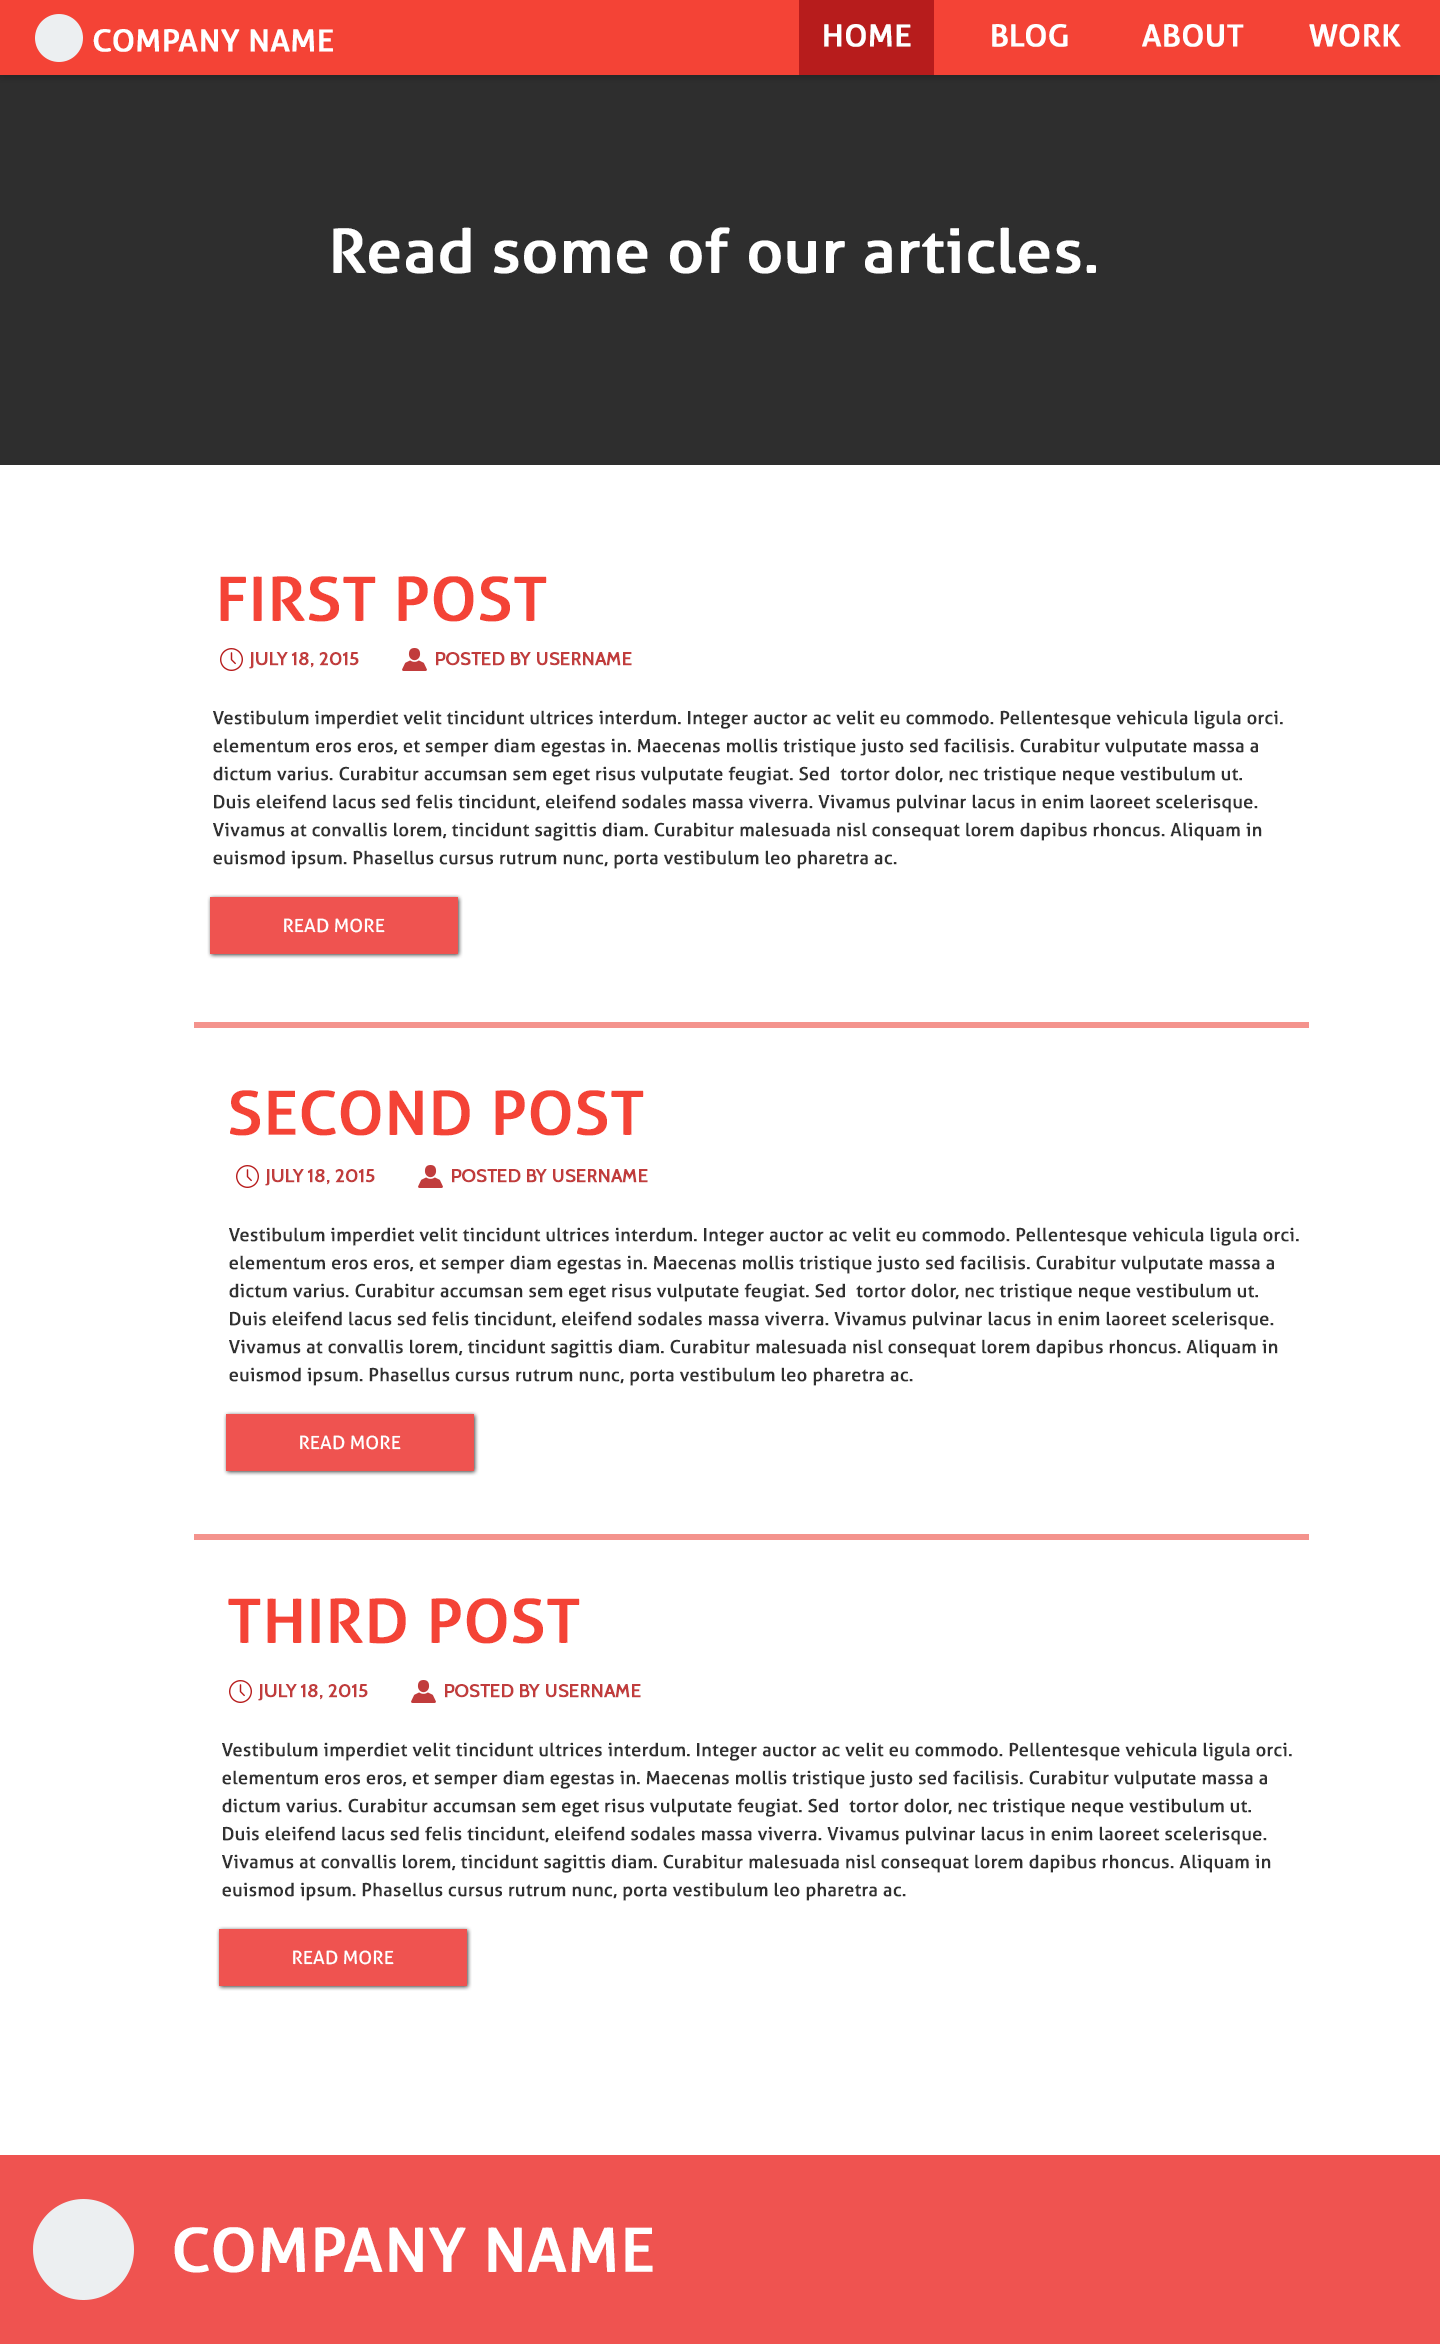 COMPANY NAME
HOME
BLOG
ABOUT
WORK
Read some of our articles.
FIRST POST
JULY 18, 2015
POSTED BY USERNAME
Vestibulum imperdiet velit tincidunt ultrices interdum. Integer auctor ac velit eu commodo. Pellentesque vehicula ligula orci.
elementum eros eros, et semper diam egestas in. Maecenas mollis tristique justo sed facilisis. Curabitur vulputate massa a
dictum varius. Curabitur accumsan sem eget risus vulputate feugiat. Sed  tortor dolor, nec tristique neque vestibulum ut.
Duis eleifend lacus sed felis tincidunt, eleifend sodales massa viverra. Vivamus pulvinar lacus in enim laoreet scelerisque.
Vivamus at convallis lorem, tincidunt sagittis diam. Curabitur malesuada nisl consequat lorem dapibus rhoncus. Aliquam in
euismod ipsum. Phasellus cursus rutrum nunc, porta vestibulum leo pharetra ac.
READ MORE
SECOND POST
JULY 18, 2015
POSTED BY USERNAME
Vestibulum imperdiet velit tincidunt ultrices interdum. Integer auctor ac velit eu commodo. Pellentesque vehicula ligula orci.
elementum eros eros, et semper diam egestas in. Maecenas mollis tristique justo sed facilisis. Curabitur vulputate massa a
dictum varius. Curabitur accumsan sem eget risus vulputate feugiat. Sed  tortor dolor, nec tristique neque vestibulum ut.
Duis eleifend lacus sed felis tincidunt, eleifend sodales massa viverra. Vivamus pulvinar lacus in enim laoreet scelerisque.
Vivamus at convallis lorem, tincidunt sagittis diam. Curabitur malesuada nisl consequat lorem dapibus rhoncus. Aliquam in
euismod ipsum. Phasellus cursus rutrum nunc, porta vestibulum leo pharetra ac.
READ MORE
THIRD POST
JULY 18, 2015
POSTED BY USERNAME
Vestibulum imperdiet velit tincidunt ultrices interdum. Integer auctor ac velit eu commodo. Pellentesque vehicula ligula orci.
elementum eros eros, et semper diam egestas in. Maecenas mollis tristique justo sed facilisis. Curabitur vulputate massa a
dictum varius. Curabitur accumsan sem eget risus vulputate feugiat. Sed  tortor dolor, nec tristique neque vestibulum ut.
Duis eleifend lacus sed felis tincidunt, eleifend sodales massa viverra. Vivamus pulvinar lacus in enim laoreet scelerisque.
Vivamus at convallis lorem, tincidunt sagittis diam. Curabitur malesuada nisl consequat lorem dapibus rhoncus. Aliquam in
euismod ipsum. Phasellus cursus rutrum nunc, porta vestibulum leo pharetra ac.
READ MORE
COMPANY NAME